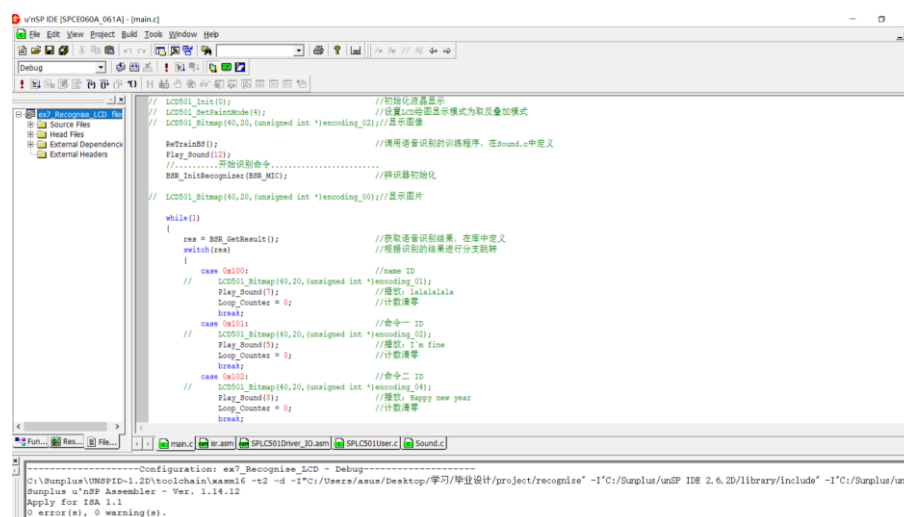 u'nSP IDE [SPCE060A_061A] - [main.c]
File Edit View Project Build Tools Window Help
Debug
ex7_Recognise_LCD file
Source Files
Head Files
External Dependence
External Headers
// LCD501_Init(0); //初始化液晶显示
// LCD501_SetPaintMode(4); //设置LCD绘图显示模式为取反叠加模式
// LCD501_Bitmap(40,20,(unsigned int *)encoding_02);//显示图像
ReTrainBS(); //调用语音识别的训练程序，在Sound.c中定义
Play_Sound(12);
//..........开始识别命令..........................
BSR_InitRecognizer(BSR_MIC); //辨识器初始化
// LCD501_Bitmap(40,20,(unsigned int *)encoding_00);//显示图片
while(1)
{
res = BSR_GetResult(); //获取语音识别结果，在库中定义
switch(res) //根据识别的结果进行分支跳转
{
case 0x100: //name ID
// LCD501_Bitmap(40,20,(unsigned int *)encoding_01);
Play_Sound(7); //播放：lalalalala
Loop_Counter = 0; //计数清零
break;
case 0x101: //命令一 ID
// LCD501_Bitmap(40,20,(unsigned int *)encoding_02);
Play_Sound(5); //播放：I'm fine
Loop_Counter = 0; //计数清零
break;
case 0x102: //命令二 ID
// LCD501_Bitmap(40,20,(unsigned int *)encoding_04);
Play_Sound(8); //播放：Happy new year
Loop_Counter = 0; //计数清零
break;
Fun... Res... File... main.c isr.asm SPLC501Driver_IO.asm SPLC501User.c Sound.c
--------------------Configuration: ex7_Recognise_LCD - Debug--------------------
C:\Sunplus\UNSPID~1.2D\toolchain\xasm16 -t2 -d -I"C:/Users/asus/Desktop/学习/毕业设计/project/recognise" -I"C:/Sunplus/unSP IDE 2.6.2D/library/include" -I"C:/Sunplus/un
Sunplus u'nSP Assembler - Ver. 1.14.12
Apply for ISA 1.1
0 error(s), 0 warning(s).